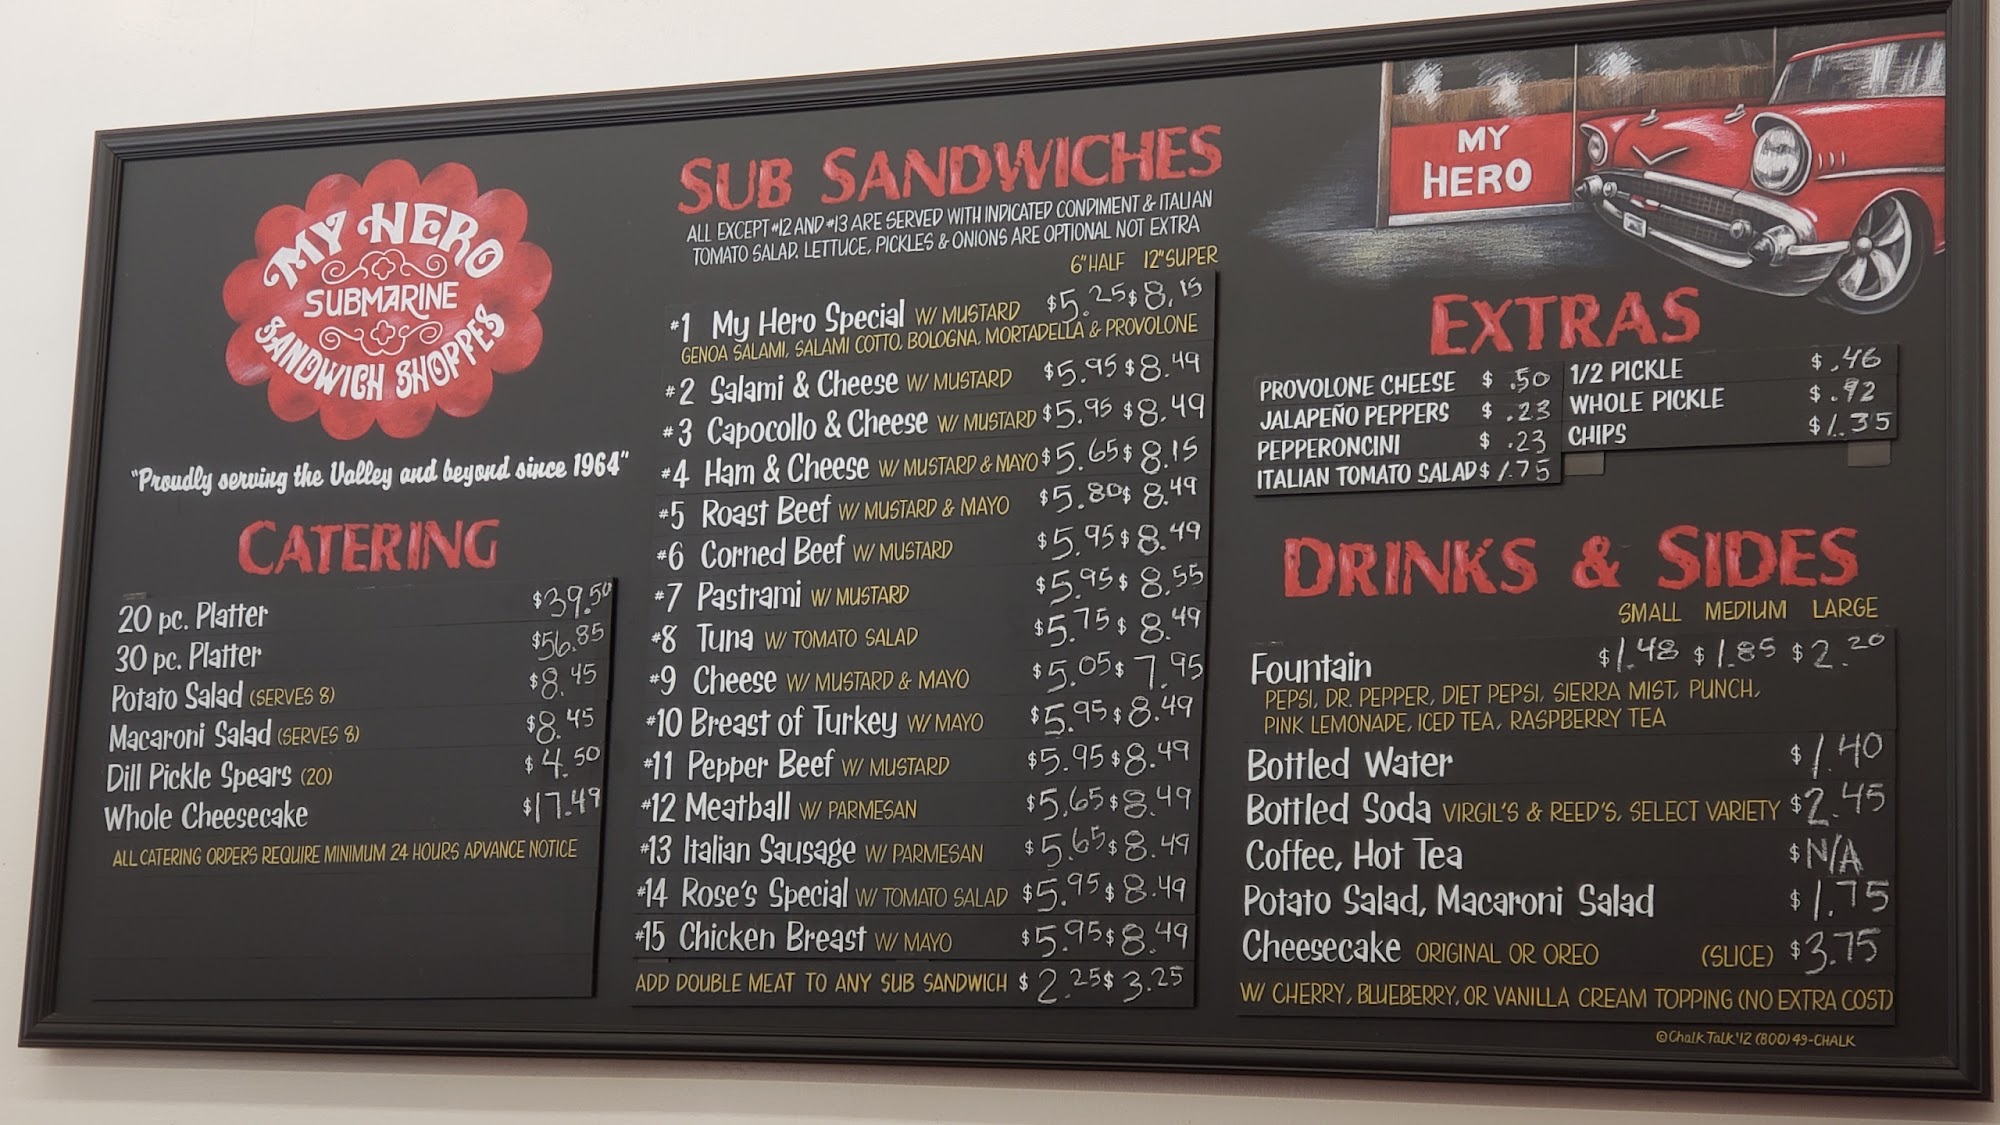 MY HERO
SUBMARINE
SANDWICH SHOPPES
"Proudly serving the Valley and beyond since 1964"
CATERING
20 pc. Platter $39.50
30 pc. Platter $56.85
Potato Salad (SERVES 8) $8.45
Macaroni Salad (SERVES 8) $8.45
Dill Pickle Spears (20) $4.50
Whole Cheesecake $17.49
ALL CATERING ORDERS REQUIRE MINIMUM 24 HOURS ADVANCE NOTICE
SUB SANDWICHES
ALL EXCEPT #12 AND #13 ARE SERVED WITH INDICATED CONDIMENT & ITALIAN
TOMATO SALAD. LETTUCE, PICKLES & ONIONS ARE OPTIONAL NOT EXTRA
6" HALF 12" SUPER
#1 My Hero Special W/ MUSTARD $5.25 $8.15
GENOA SALAMI, SALAMI COTTO, BOLOGNA, MORTADELLA & PROVOLONE
#2 Salami & Cheese W/ MUSTARD $5.95 $8.49
#3 Capocollo & Cheese W/ MUSTARD $5.95 $8.49
#4 Ham & Cheese W/ MUSTARD & MAYO $5.65 $8.15
#5 Roast Beef W/ MUSTARD & MAYO $5.80 $8.49
#6 Corned Beef W/ MUSTARD $5.95 $8.49
#7 Pastrami W/ MUSTARD $5.95 $8.55
#8 Tuna W/ TOMATO SALAD $5.75 $8.49
#9 Cheese W/ MUSTARD & MAYO $5.05 $7.95
#10 Breast of Turkey W/ MAYO $5.95 $8.49
#11 Pepper Beef W/ MUSTARD $5.95 $8.49
#12 Meatball W/ PARMESAN $5.65 $8.49
#13 Italian Sausage W/ PARMESAN $5.65 $8.49
#14 Rose's Special W/ TOMATO SALAD $5.95 $8.49
#15 Chicken Breast W/ MAYO $5.95 $8.49
ADD DOUBLE MEAT TO ANY SUB SANDWICH $2.25 $3.25
MY
HERO
EXTRAS
PROVOLONE CHEESE $.50
JALAPEÑO PEPPERS $.23
PEPPERONCINI $.23
ITALIAN TOMATO SALAD $1.75
1/2 PICKLE $.46
WHOLE PICKLE $.92
CHIPS $1.35
DRINKS & SIDES
SMALL MEDIUM LARGE
Fountain $1.48 $1.85 $2.20
PEPSI, DR. PEPPER, DIET PEPSI, SIERRA MIST, PUNCH,
PINK LEMONADE, ICED TEA, RASPBERRY TEA
Bottled Water $1.40
Bottled Soda VIRGIL'S & REED'S, SELECT VARIETY $2.45
Coffee, Hot Tea $N/A
Potato Salad, Macaroni Salad $1.75
Cheesecake ORIGINAL OR OREO (SLICE) $3.75
W/ CHERRY, BLUEBERRY, OR VANILLA CREAM TOPPING (NO EXTRA COST)
©Chalk Talk '12 (800) 49-CHALK